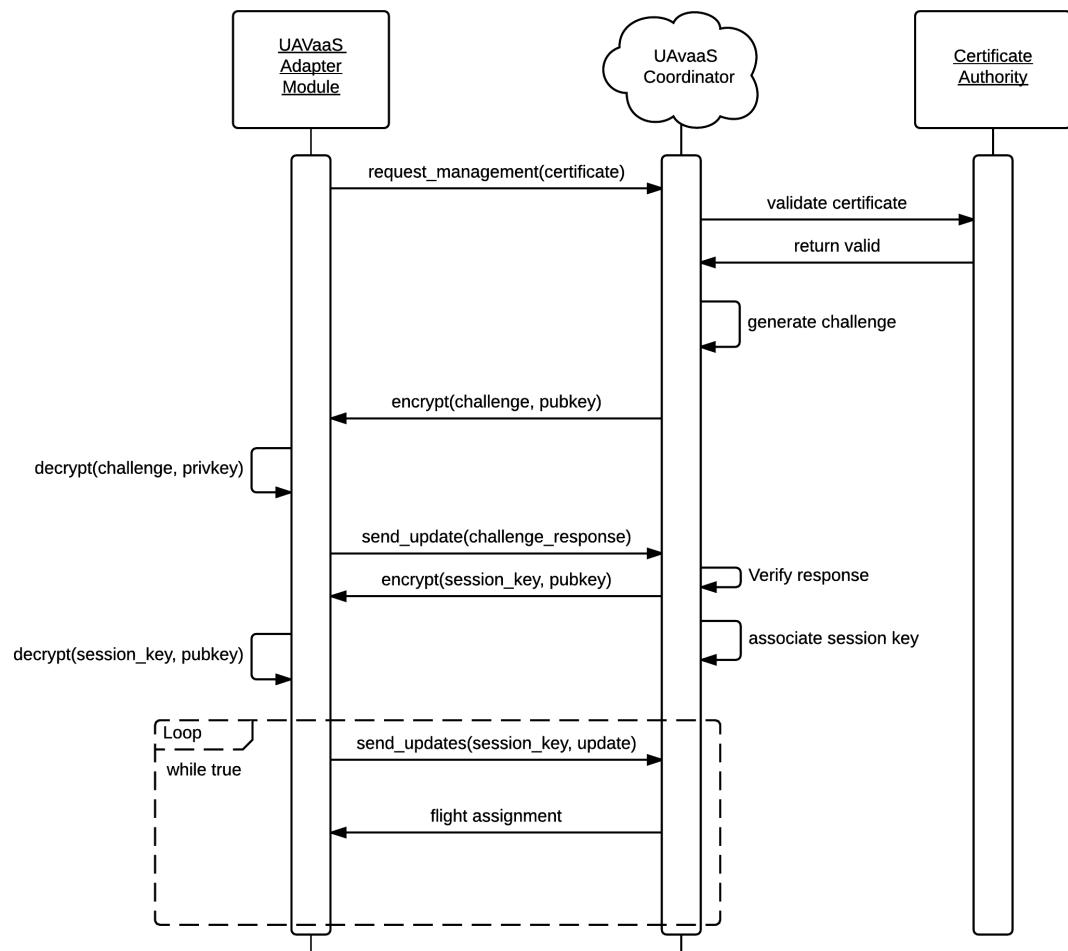 UAVaaS
Adapter
Module
UAvaaS
Coordinator
Certificate
Authority
request_management(certificate)
validate certificate
return valid
generate challenge
encrypt(challenge, pubkey)
decrypt(challenge, privkey)
send_update(challenge_response)
Verify response
encrypt(session_key, pubkey)
associate session key
decrypt(session_key, pubkey)
Loop
send_updates(session_key, update)
while true
flight assignment